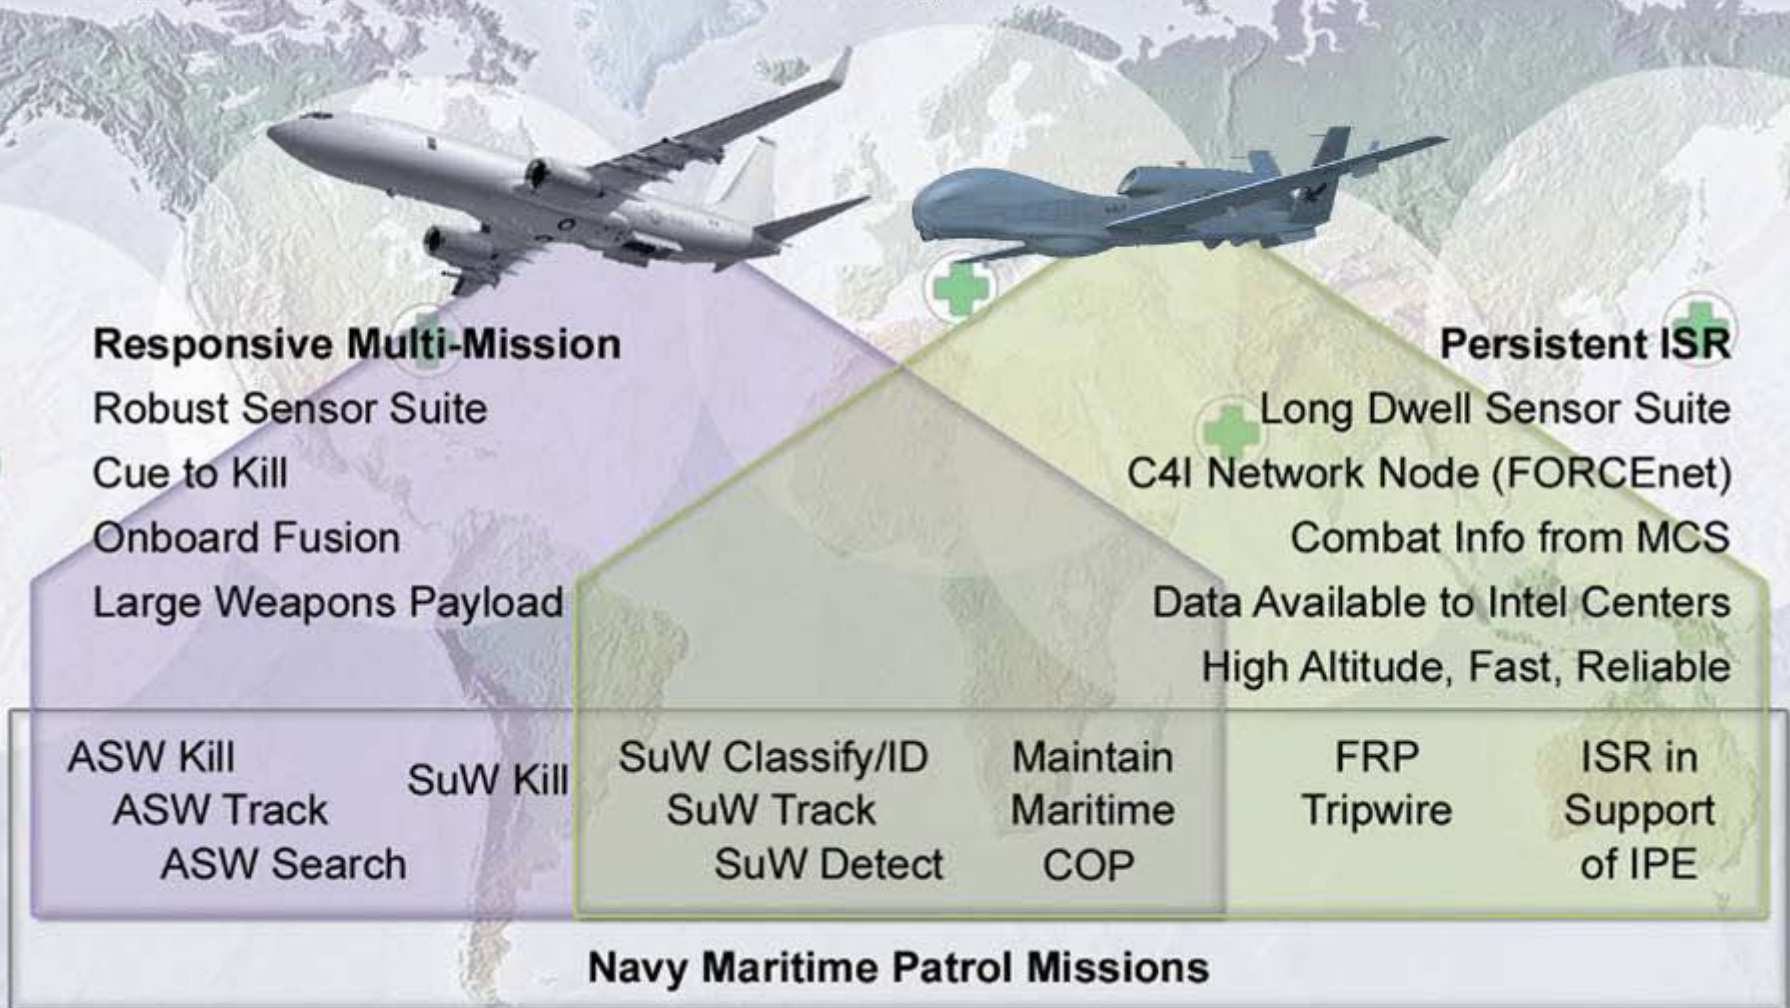 Responsive Multi-Mission
Robust Sensor Suite
Cue to Kill
Onboard Fusion
Large Weapons Payload
Persistent ISR
Long Dwell Sensor Suite
C4I Network Node (FORCEnet)
Combat Info from MCS
Data Available to Intel Centers
High Altitude, Fast, Reliable
ASW Kill
ASW Track
ASW Search
SuW Kill
SuW Classify/ID
SuW Track
SuW Detect
Maintain
Maritime
COP
FRP
Tripwire
ISR in
Support
of IPE
Navy Maritime Patrol Missions